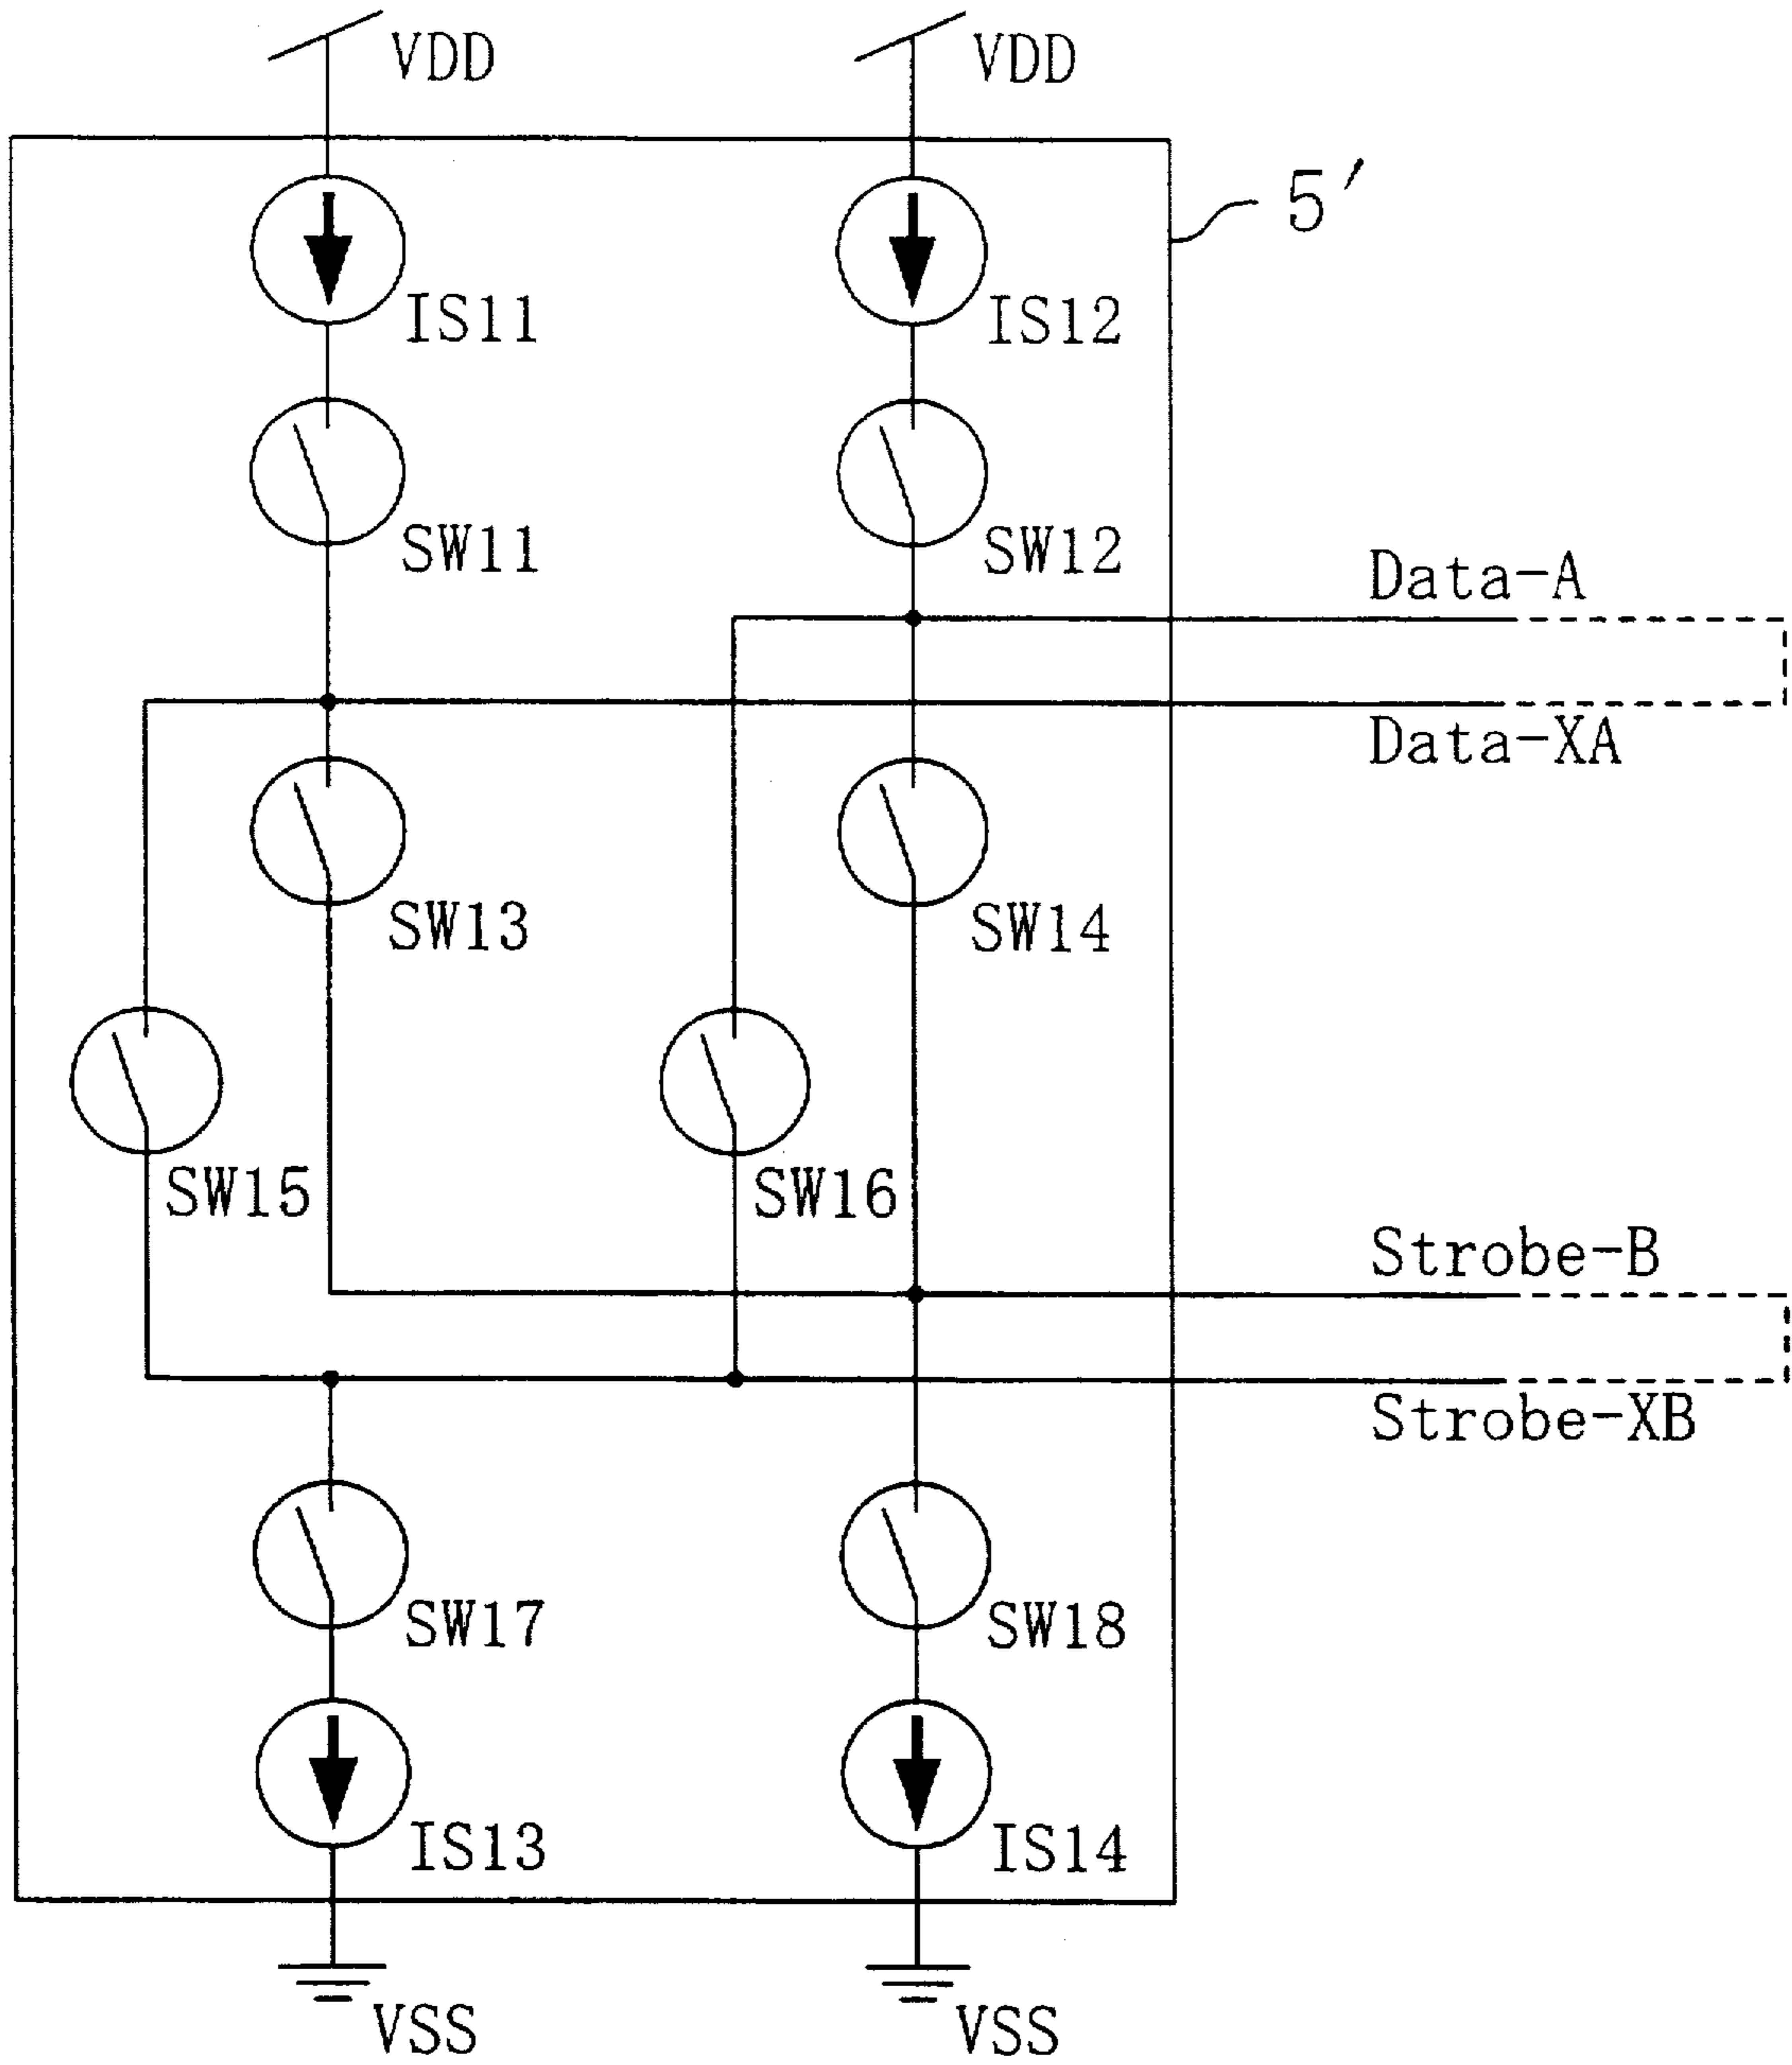 VDD
VDD
5′
IS11
IS12
SW11
SW12
Data-A
Data-XA
SW13
SW14
SW15
SW16
Strobe-B
Strobe-XB
SW17
SW18
IS13
IS14
VSS
VSS